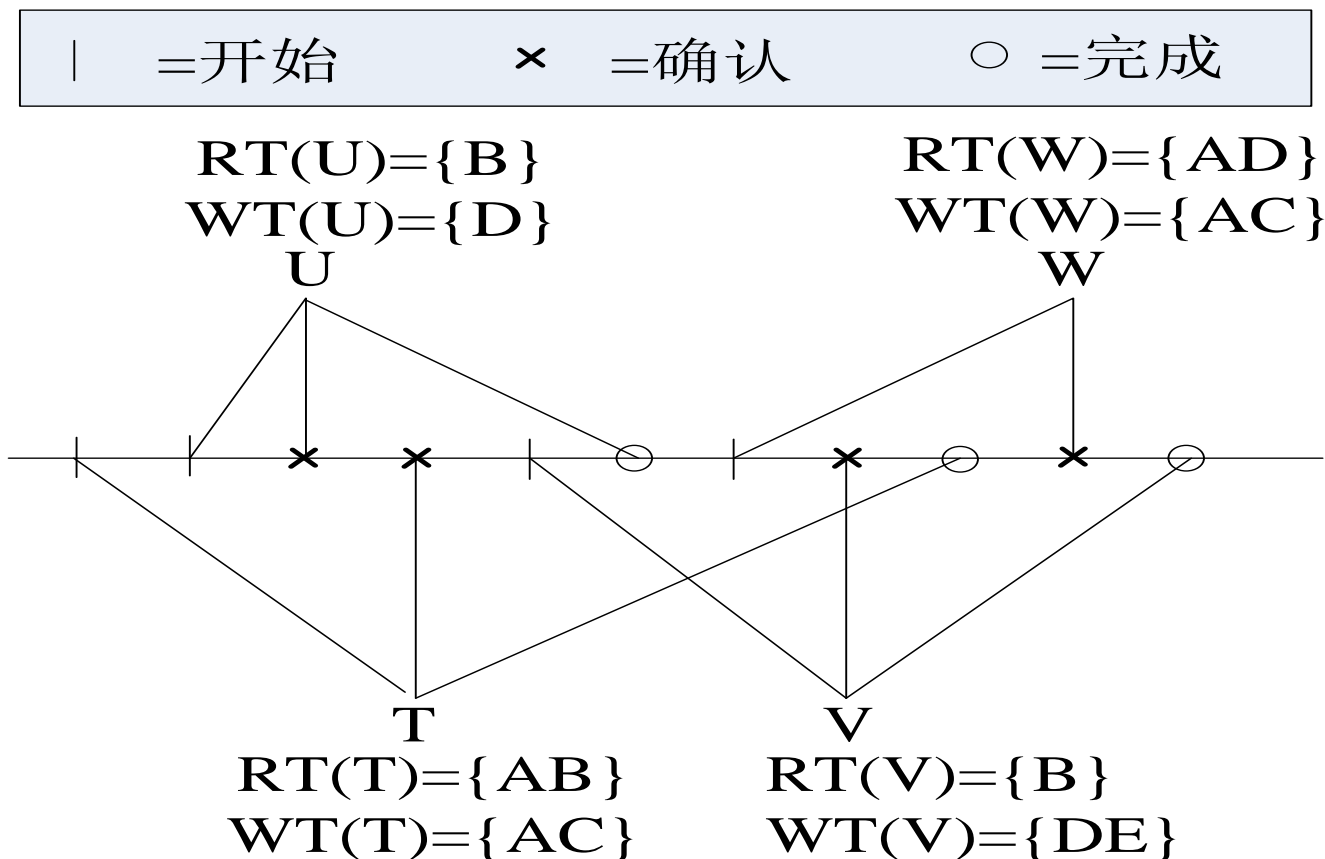 | =开始 × =确认 ○ =完成
RT(U)={B}
WT(U)={D}
U
RT(W)={AD}
WT(W)={AC}
W
T
RT(T)={AB}
WT(T)={AC}
V
RT(V)={B}
WT(V)={DE}